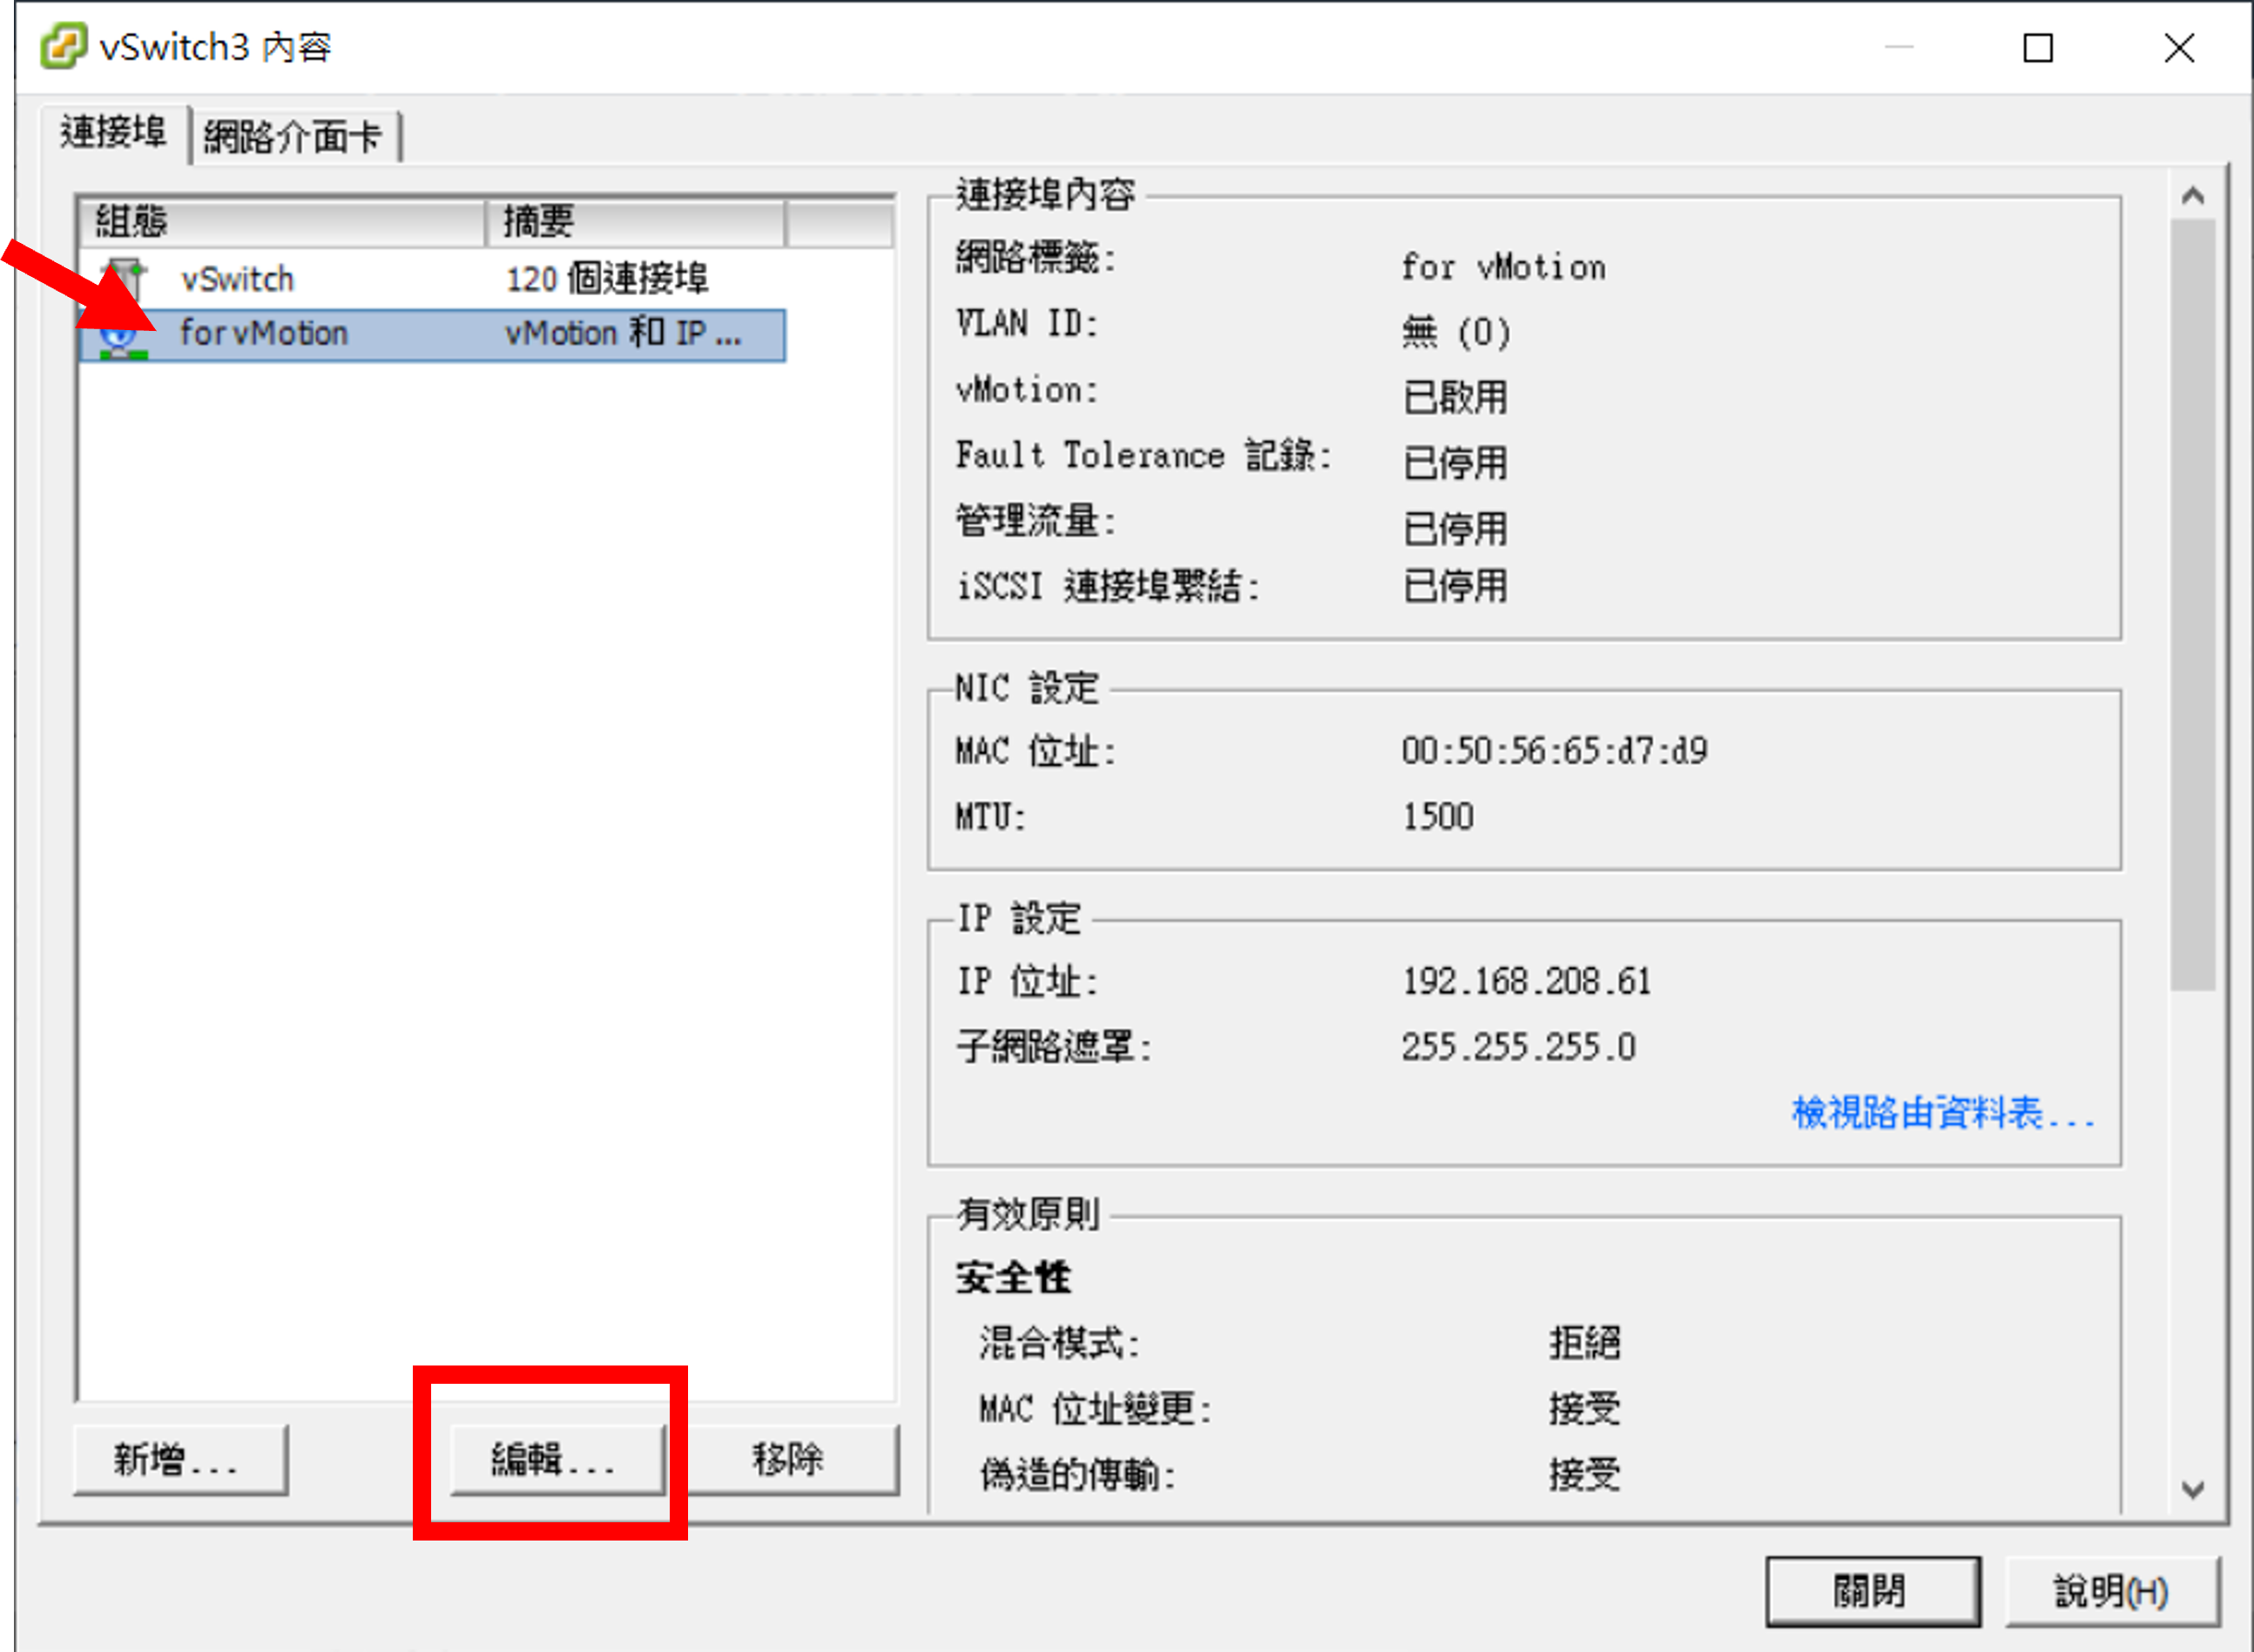 vSwitch3 內容
連接埠 網路介面卡
組態 摘要
vSwitch 120 個連接埠
for vMotion vMotion 和 IP ...
新增... 編輯... 移除
連接埠內容
網路標籤: for vMotion
VLAN ID: 無 (0)
vMotion: 已啟用
Fault Tolerance 記錄: 已停用
管理流量: 已停用
iSCSI 連接埠繫結: 已停用
NIC 設定
MAC 位址: 00:50:56:65:d7:d9
MTU: 1500
IP 設定
IP 位址: 192.168.208.61
子網路遮罩: 255.255.255.0
檢視路由資料表...
有效原則
安全性
混合模式: 拒絕
MAC 位址變更: 接受
偽造的傳輸: 接受
關閉 說明(H)